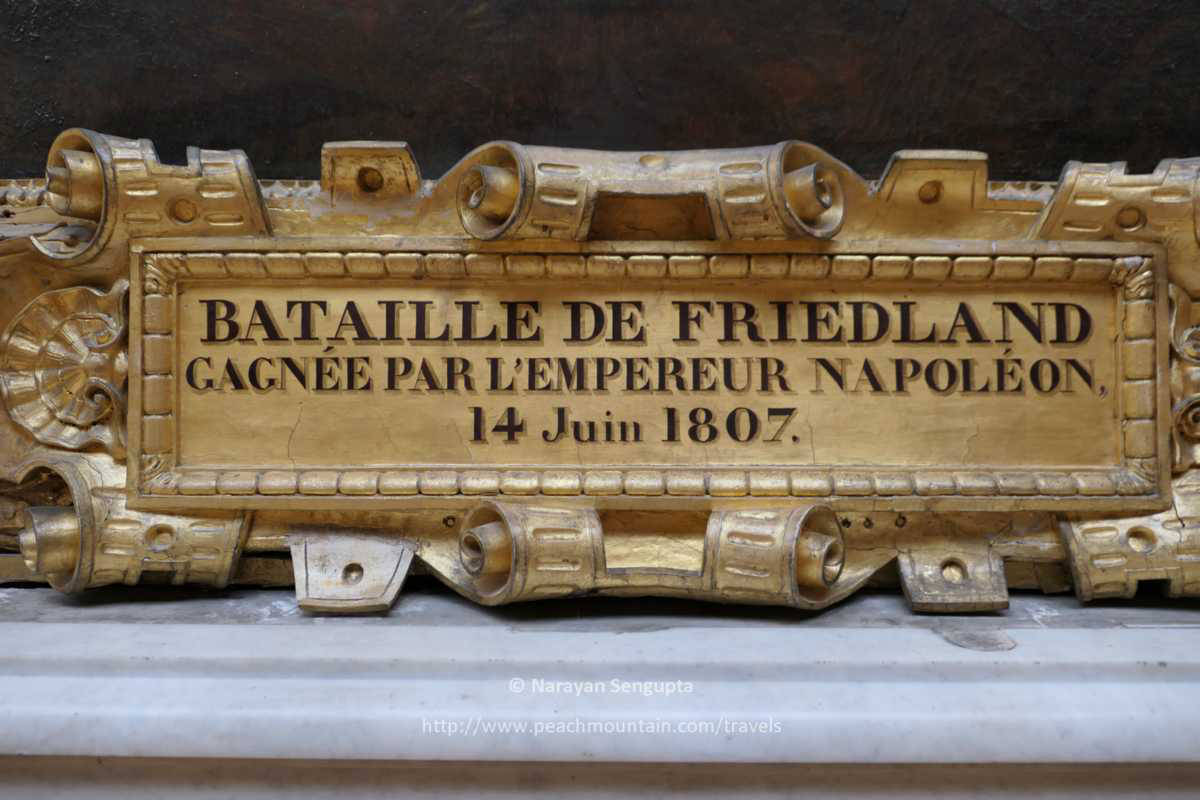 BATAILLE DE FRIEDLAND
GAGNÉE PAR L'EMPEREUR NAPOLÉON,
14 Juin 1807.
© Narayan Sengupta
http://www.peachmountain.com/travels